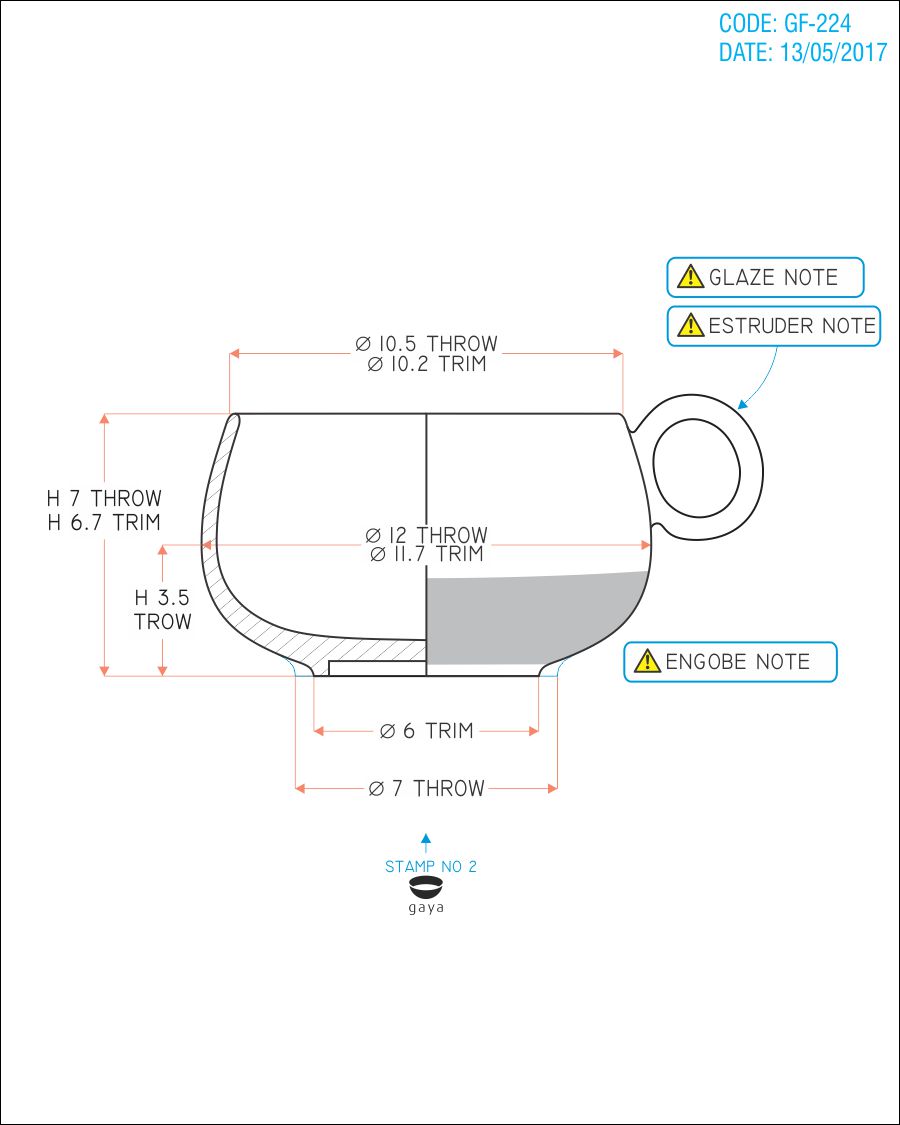 CODE: GF-224
DATE: 13/05/2017
GLAZE NOTE
ESTRUDER NOTE
Ø 10.5 THROW
Ø 10.2 TRIM
H 7 THROW
H 6.7 TRIM
Ø 12 THROW
Ø 11.7 TRIM
H 3.5
TROW
ENGOBE NOTE
Ø 6 TRIM
Ø 7 THROW
STAMP NO 2
gaya